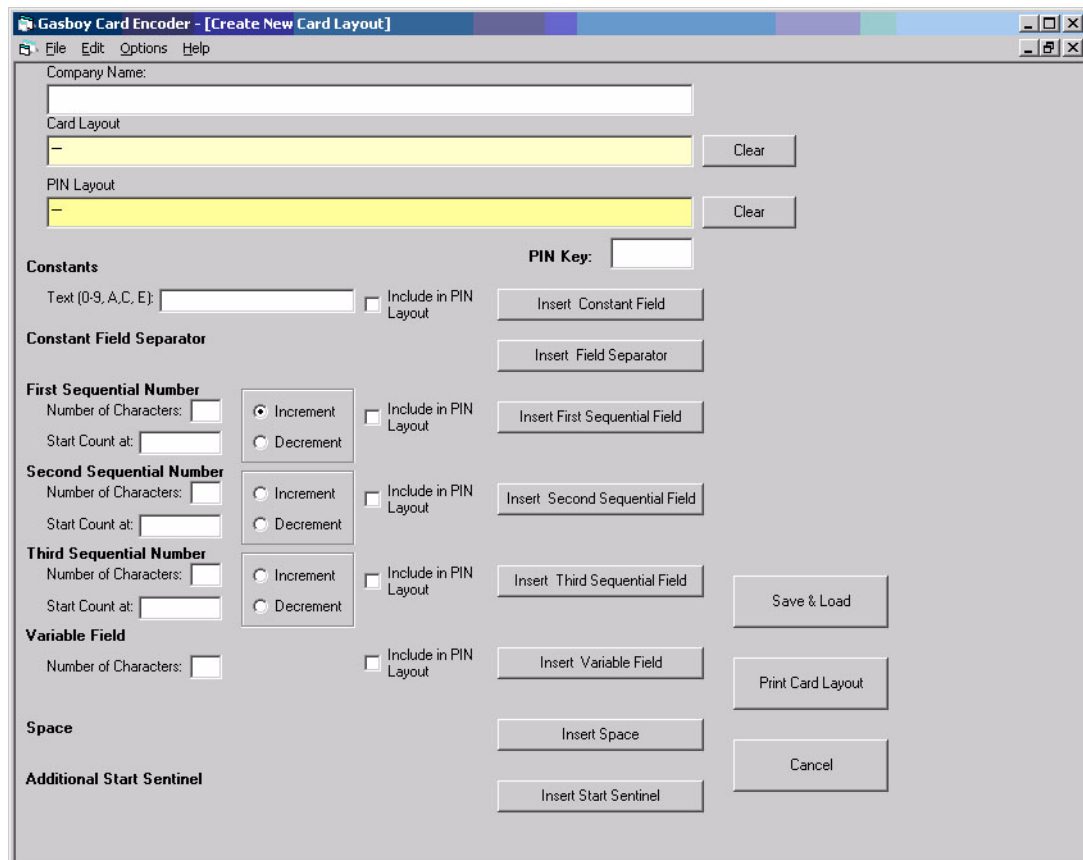 Gasboy Card Encoder - [Create New Card Layout]
File Edit Options Help
Company Name:
Card Layout
—
Clear
PIN Layout
—
Clear
PIN Key:
Constants
Text (0-9, A,C, E):
Include in PIN
Layout
Insert Constant Field
Constant Field Separator
Insert Field Separator
First Sequential Number
Number of Characters:
Increment
Include in PIN
Layout
Insert First Sequential Field
Start Count at:
Decrement
Second Sequential Number
Number of Characters:
Increment
Include in PIN
Layout
Insert Second Sequential Field
Start Count at:
Decrement
Third Sequential Number
Number of Characters:
Increment
Include in PIN
Layout
Insert Third Sequential Field
Start Count at:
Decrement
Save & Load
Variable Field
Number of Characters:
Include in PIN
Layout
Insert Variable Field
Print Card Layout
Space
Insert Space
Cancel
Additional Start Sentinel
Insert Start Sentinel